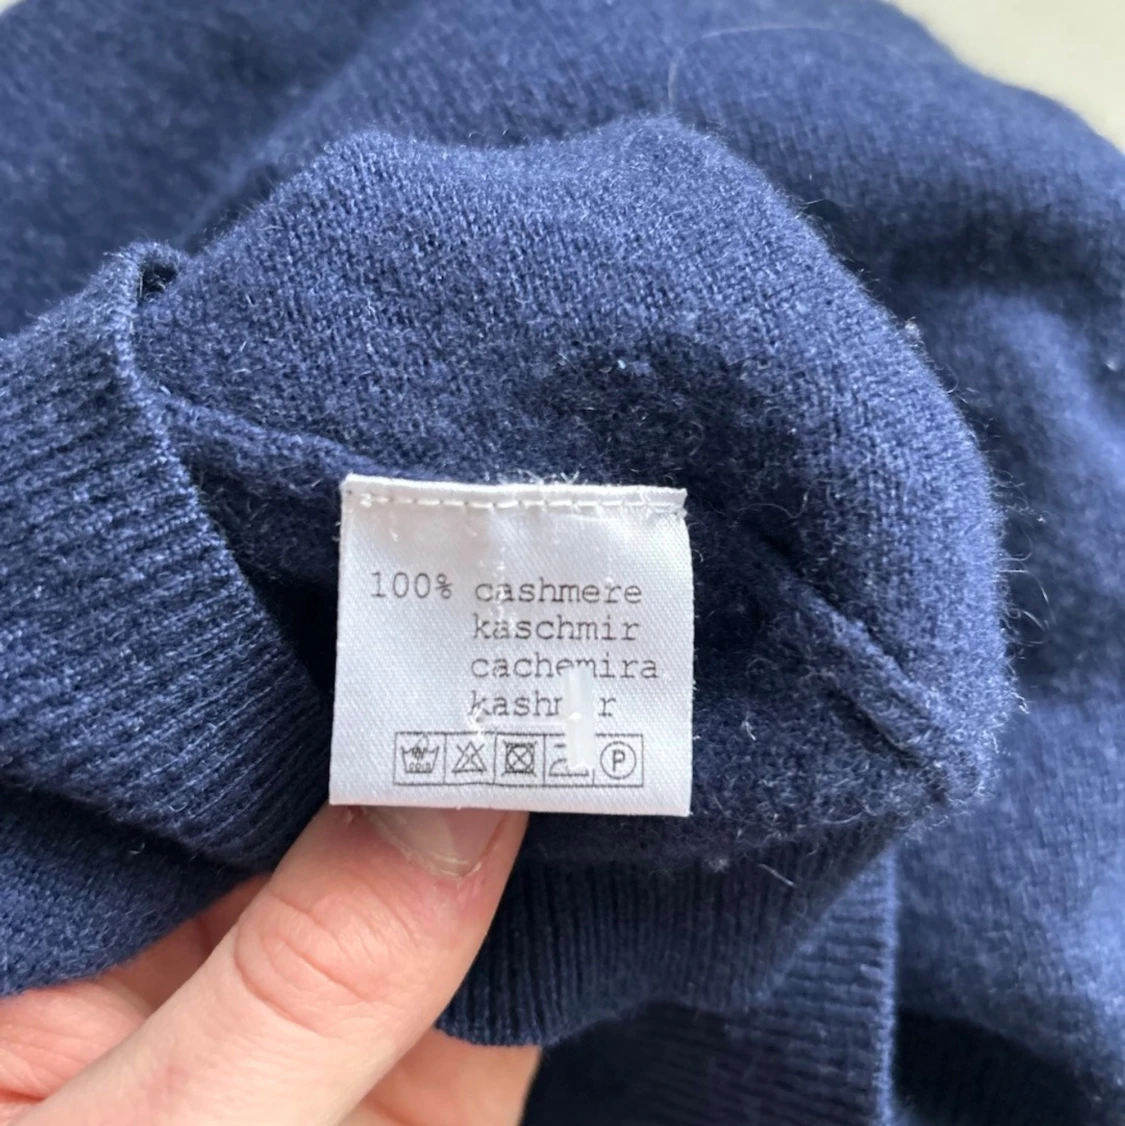 100% cashmere
kaschmir
cachemira
P